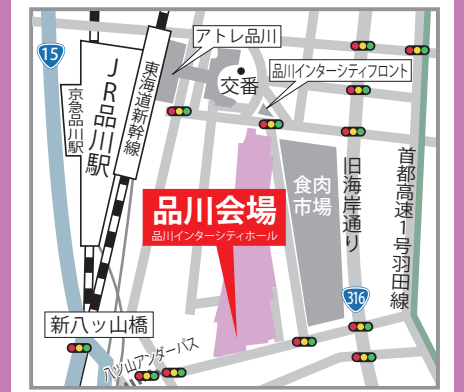 15
アトレ品川
JR品川駅
東海道新幹線
京急品川駅
交番
品川インターシティフロント
品川会場
品川インターシティホール
食肉
市場
旧海岸通り
首都高速1号羽田線
316
新八ッ山橋
八ツ山アンダーパス